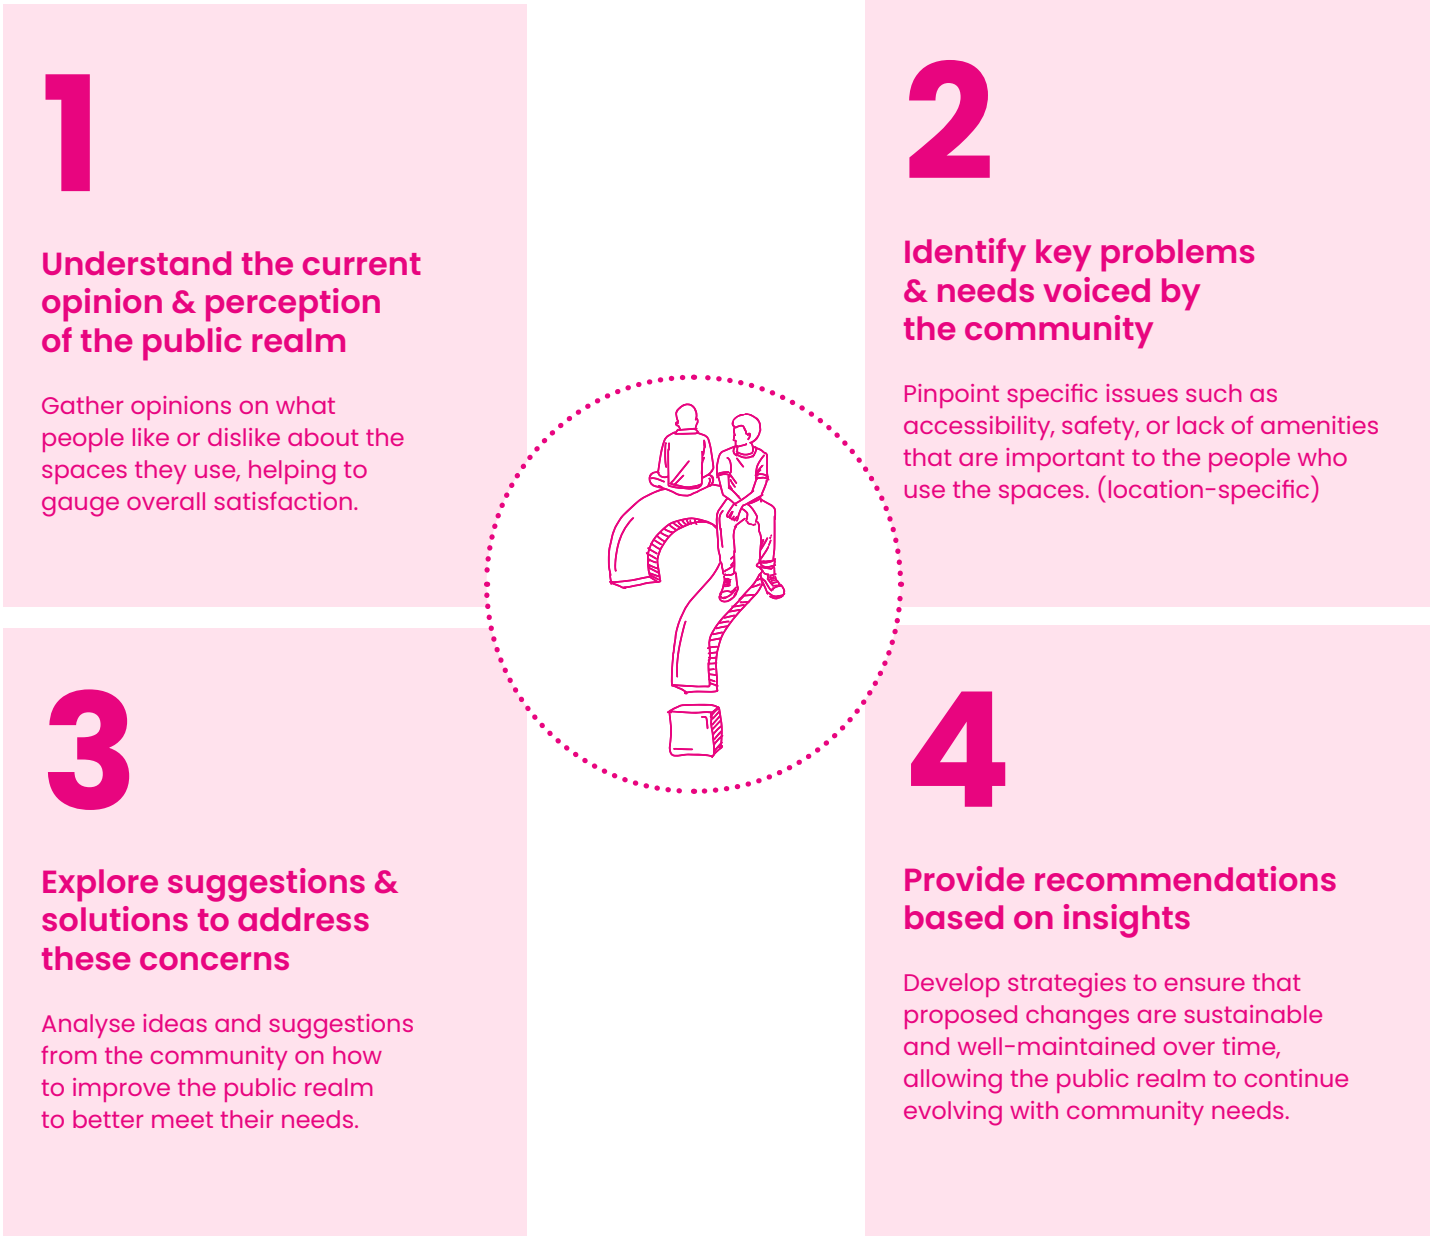 1
Understand the current
opinion & perception
of the public realm
Gather opinions on what
people like or dislike about the
spaces they use, helping to
gauge overall satisfaction.
2
Identify key problems
& needs voiced by
the community
Pinpoint specific issues such as
accessibility, safety, or lack of amenities
that are important to the people who
use the spaces. (location-specific)
3
Explore suggestions &
solutions to address
these concerns
Analyse ideas and suggestions
from the community on how
to improve the public realm
to better meet their needs.
4
Provide recommendations
based on insights
Develop strategies to ensure that
proposed changes are sustainable
and well-maintained over time,
allowing the public realm to continue
evolving with community needs.